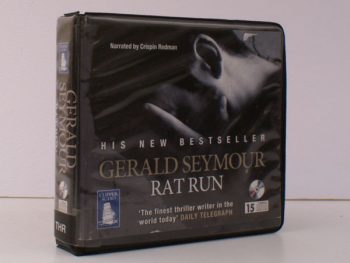 Narrated by Crispin Redman
HIS NEW BESTSELLER
GERALD SEYMOUR
RAT RUN
'The finest thriller writer in the
world today' DAILY TELEGRAPH
15
GERALD
SEYMOUR
THR